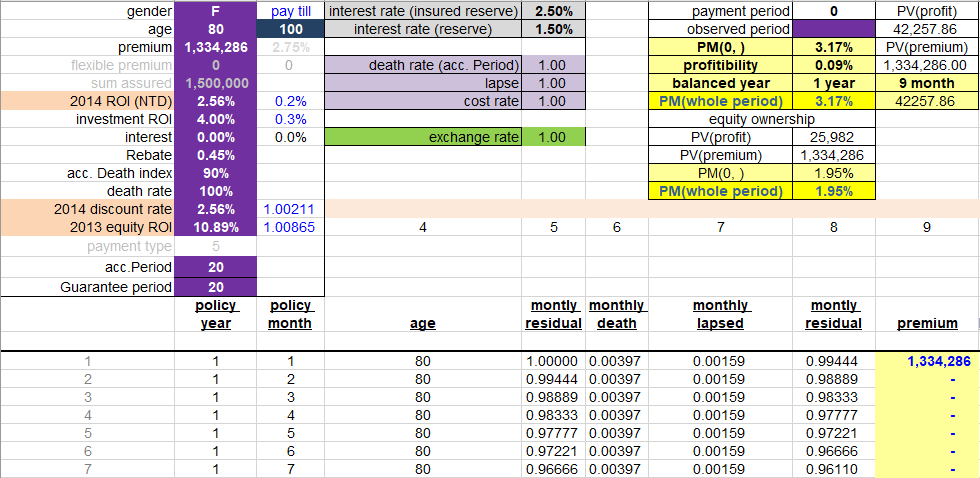 gender F pay till interest rate (insured reserve) 2.50% payment period 0 PV(profit)
age 80 100 interest rate (reserve) 1.50% observed period 42,257.86
premium 1,334,286 2.75% PM(0, ) 3.17% PV(premium)
flexible premium 0 0 death rate (acc. Period) 1.00 profitibility 0.09% 1,334,286.00
sum assured 1,500,000 lapse 1.00 balanced year 1 year 9 month
2014 ROI (NTD) 2.56% 0.2% cost rate 1.00 PM(whole period) 3.17% 42257.86
investment ROI 4.00% 0.3% equity ownership
interest 0.00% 0.0% exchange rate 1.00 PV(profit) 25,982
Rebate 0.45% PV(premium) 1,334,286
acc. Death index 90% PM(0, ) 1.95%
death rate 100% PM(whole period) 1.95%
2014 discount rate 2.56% 1.00211
2013 equity ROI 10.89% 1.00865 4 5 6 7 8 9
payment type 5
acc.Period 20
Guarantee period 20
policy policy montly monthly monthly montly
year month age residual death lapsed residual premium
1 1 1 80 1.00000 0.00397 0.00159 0.99444 1,334,286
2 1 2 80 0.99444 0.00397 0.00159 0.98889 -
3 1 3 80 0.98889 0.00397 0.00159 0.98333 -
4 1 4 80 0.98333 0.00397 0.00159 0.97777 -
5 1 5 80 0.97777 0.00397 0.00159 0.97221 -
6 1 6 80 0.97221 0.00397 0.00159 0.96666 -
7 1 7 80 0.96666 0.00397 0.00159 0.96110 -